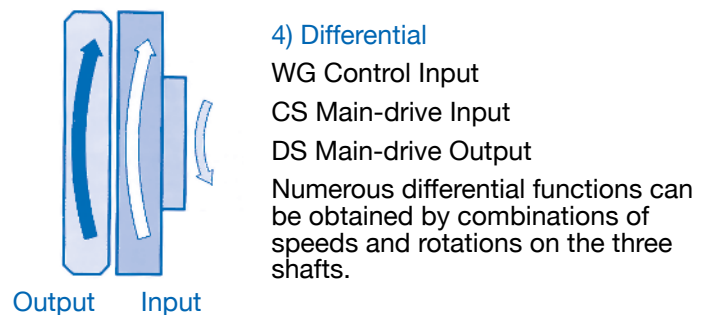 4) Differential
WG Control Input
CS Main-drive Input
DS Main-drive Output
Numerous differential functions can
be obtained by combinations of
speeds and rotations on the three
shafts.
Output Input